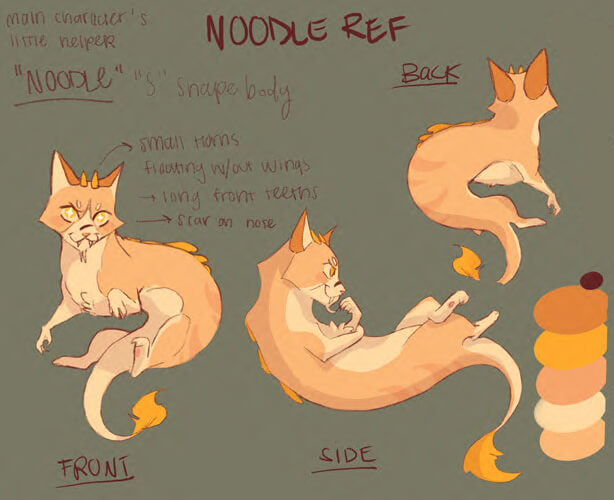 main character's
little helper
NOODLE REF
"NOODLE" "S" shape body
BACK
→ small horns
floating w/out wings
→ long front teeths
→ scar on nose
FRONT
SIDE